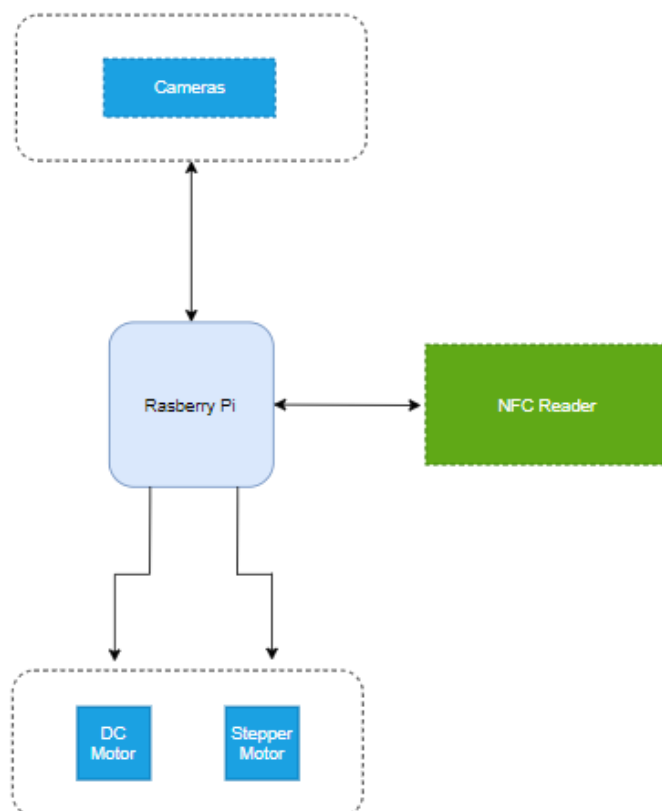 Cameras
Rasberry Pi
NFC Reader
DC
Motor
Stepper
Motor